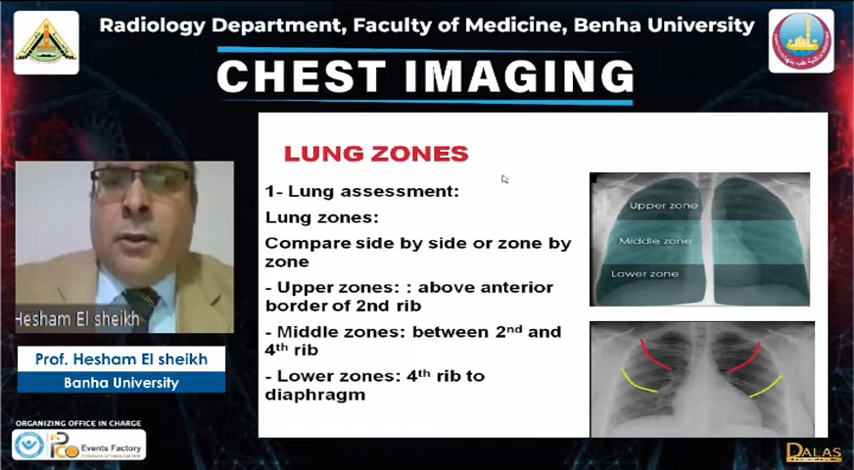 Radiology Department, Faculty of Medicine, Benha University
CHEST IMAGING
LUNG ZONES
1- Lung assessment:
Lung zones:
Compare side by side or zone by
zone
- Upper zones: : above anterior
border of 2nd rib
- Middle zones: between 2nd and
4th rib
- Lower zones: 4th rib to
diaphragm
Upper zone
Middle zone
Lower zone
Hesham El sheikh
Prof. Hesham El sheikh
Banha University
ORGANIZING OFFICE IN CHARGE
Events Factory
DALAS